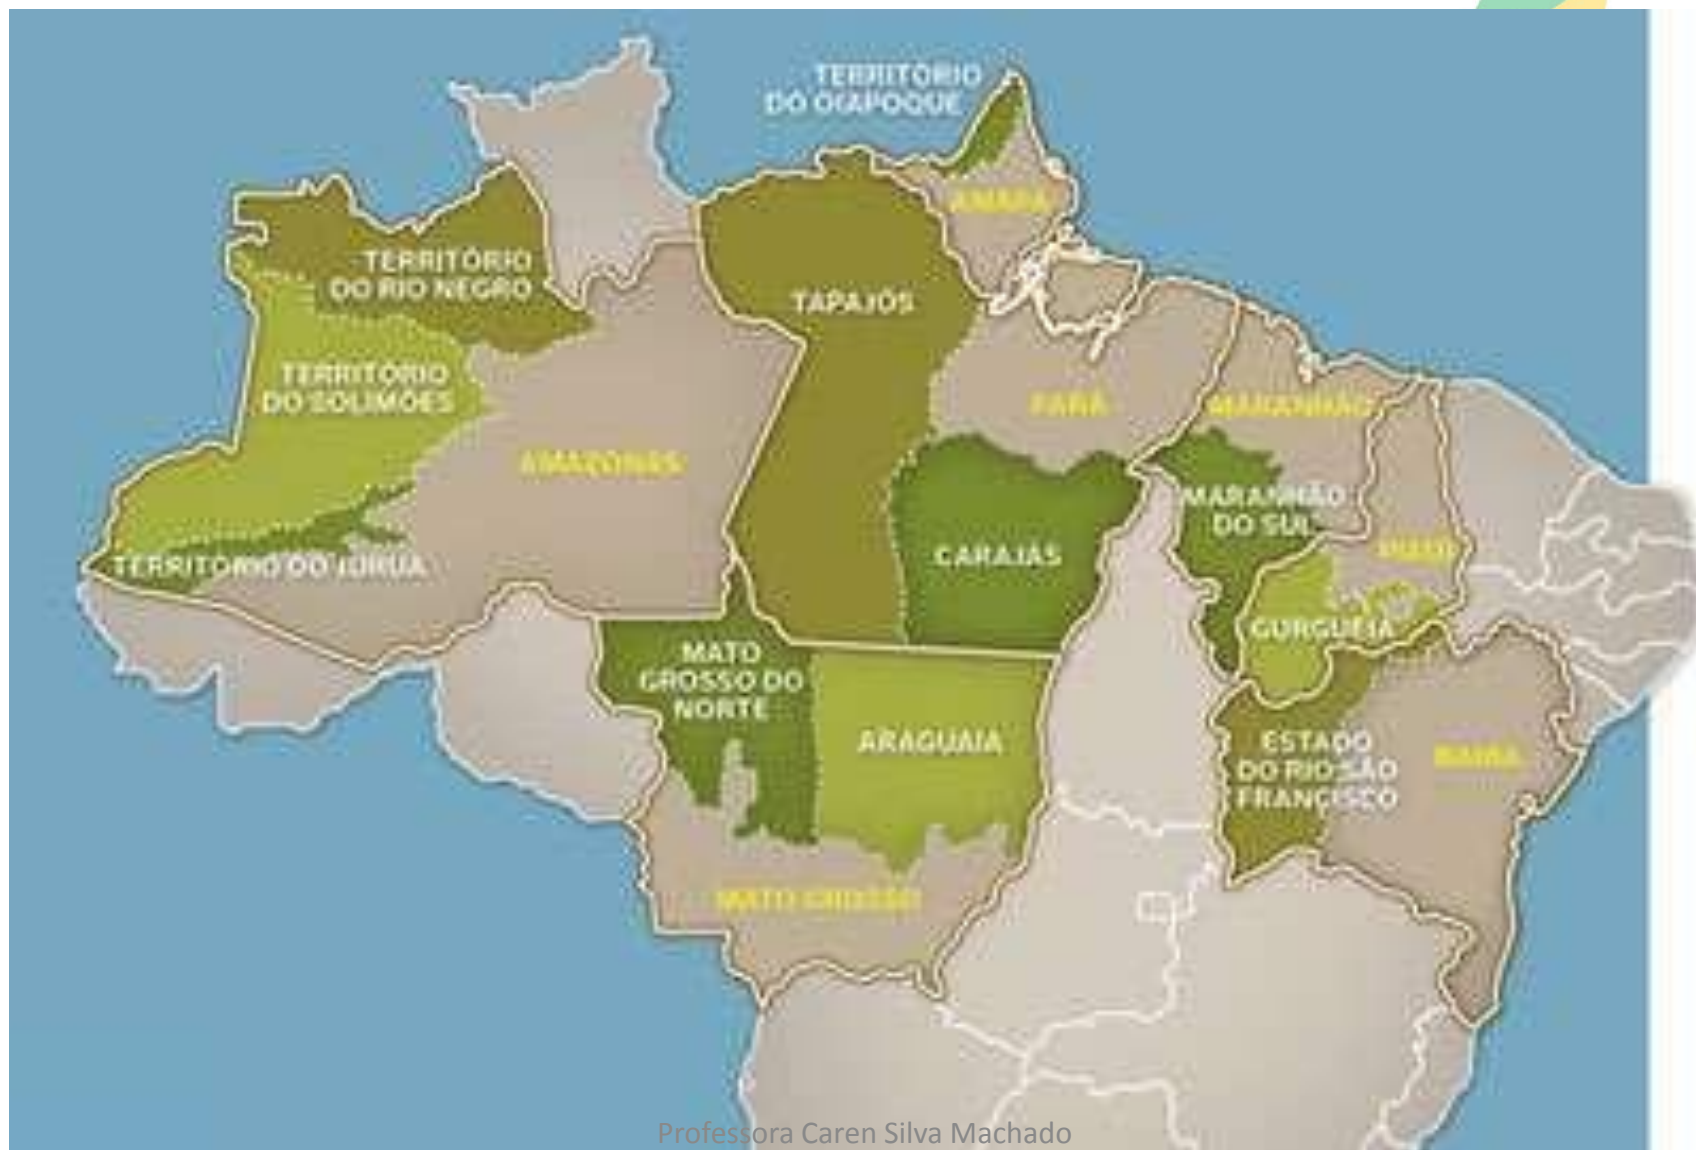 TERRITÓRIO
DO OIAPOQUE
AMAPÁ
TERRITÓRIO
DO RIO NEGRO
TAPAJÓS
TERRITÓRIO
DO SOLIMÕES
PARÁ
MARANHÃO
AMAZONAS
MARANHÃO
DO SUL
PIAUÍ
CARAJÁS
TERRITÓRIO DO JURUÁ
GURGUÉIA
MATO
GROSSO DO
NORTE
ARAGUAIA
ESTADO
DO RIO SÃO
FRANCISCO
BAHIA
MATO GROSSO
Professora Caren Silva Machado